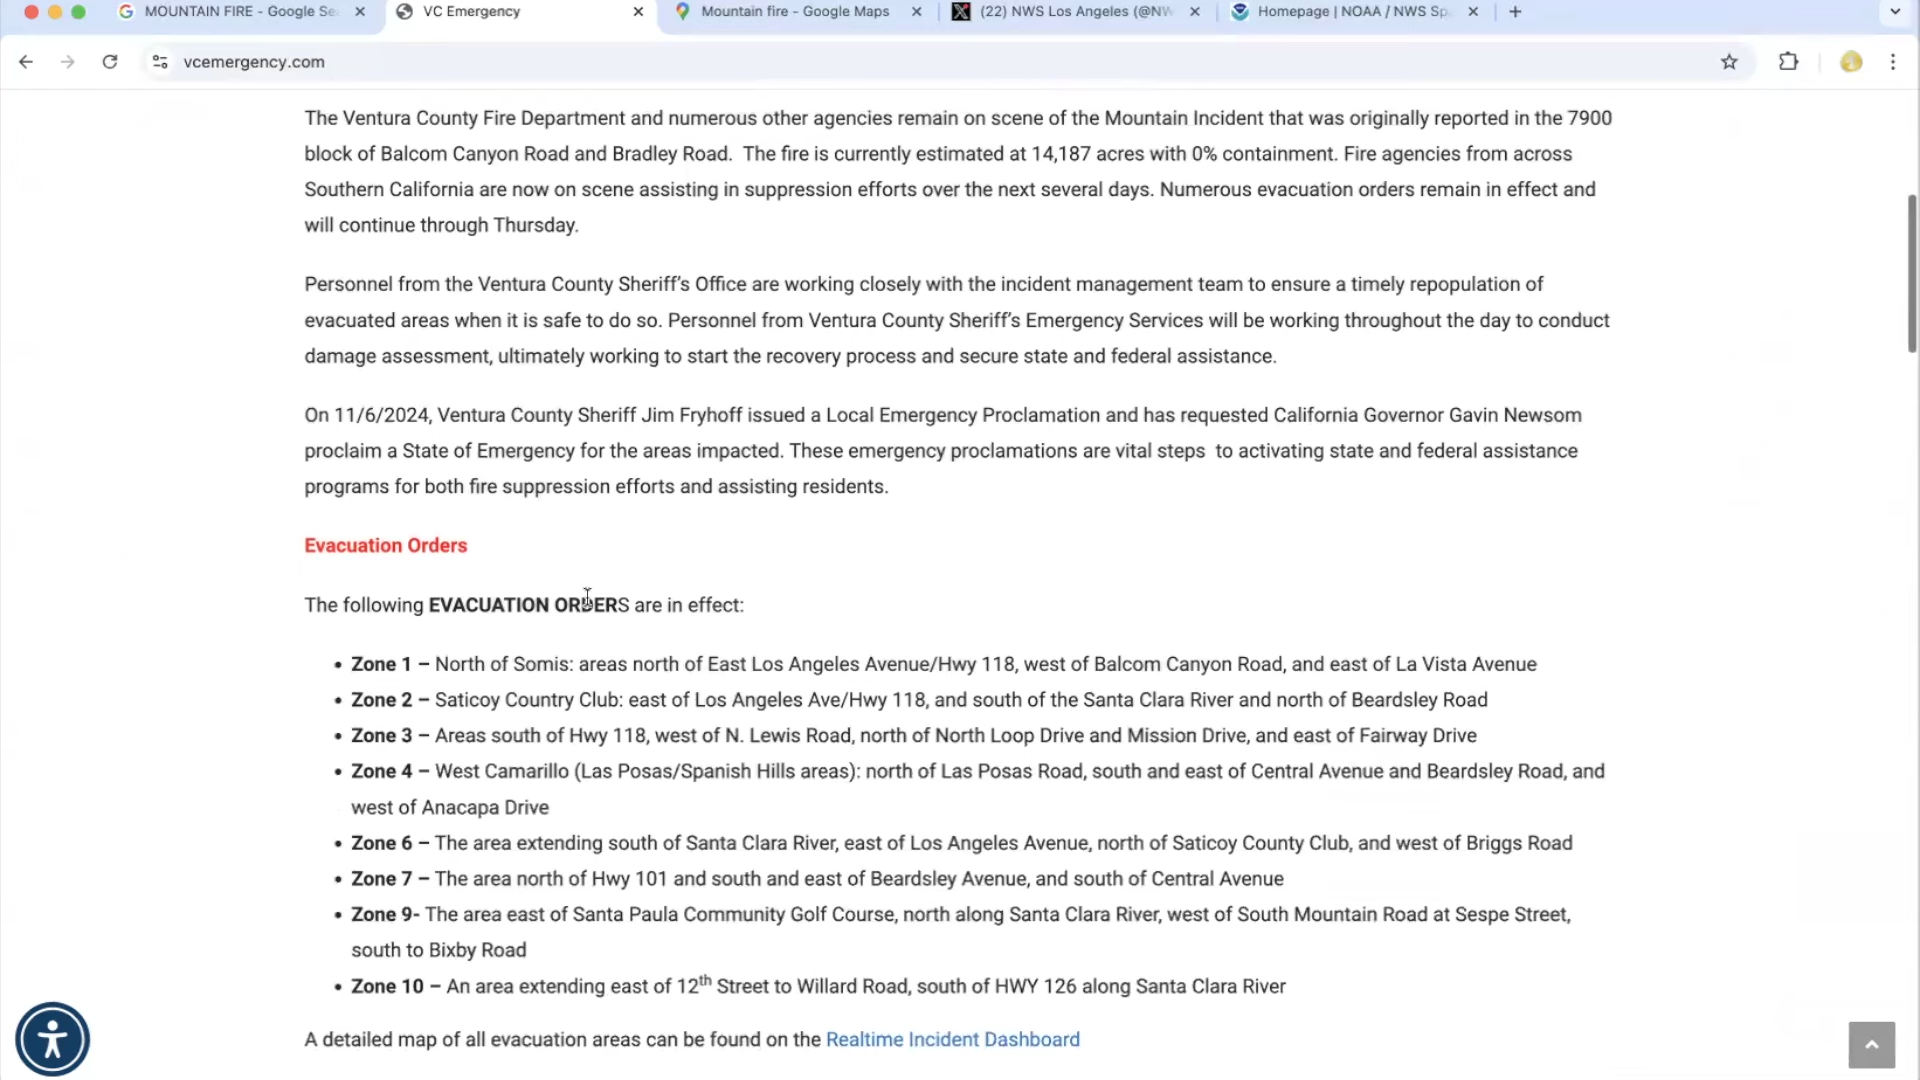 MOUNTAIN FIRE - Google Se
VC Emergency
Mountain fire - Google Maps
(22) NWS Los Angeles (@NW
Homepage | NOAA / NWS Sp
vcemergency.com
The Ventura County Fire Department and numerous other agencies remain on scene of the Mountain Incident that was originally reported in the 7900
block of Balcom Canyon Road and Bradley Road. The fire is currently estimated at 14,187 acres with 0% containment. Fire agencies from across
Southern California are now on scene assisting in suppression efforts over the next several days. Numerous evacuation orders remain in effect and
will continue through Thursday.
Personnel from the Ventura County Sheriff’s Office are working closely with the incident management team to ensure a timely repopulation of
evacuated areas when it is safe to do so. Personnel from Ventura County Sheriff’s Emergency Services will be working throughout the day to conduct
damage assessment, ultimately working to start the recovery process and secure state and federal assistance.
On 11/6/2024, Ventura County Sheriff Jim Fryhoff issued a Local Emergency Proclamation and has requested California Governor Gavin Newsom
proclaim a State of Emergency for the areas impacted. These emergency proclamations are vital steps to activating state and federal assistance
programs for both fire suppression efforts and assisting residents.
Evacuation Orders
The following EVACUATION ORDERS are in effect:
• Zone 1 – North of Somis: areas north of East Los Angeles Avenue/Hwy 118, west of Balcom Canyon Road, and east of La Vista Avenue
• Zone 2 – Saticoy Country Club: east of Los Angeles Ave/Hwy 118, and south of the Santa Clara River and north of Beardsley Road
• Zone 3 – Areas south of Hwy 118, west of N. Lewis Road, north of North Loop Drive and Mission Drive, and east of Fairway Drive
• Zone 4 – West Camarillo (Las Posas/Spanish Hills areas): north of Las Posas Road, south and east of Central Avenue and Beardsley Road, and
west of Anacapa Drive
• Zone 6 – The area extending south of Santa Clara River, east of Los Angeles Avenue, north of Saticoy County Club, and west of Briggs Road
• Zone 7 – The area north of Hwy 101 and south and east of Beardsley Avenue, and south of Central Avenue
• Zone 9- The area east of Santa Paula Community Golf Course, north along Santa Clara River, west of South Mountain Road at Sespe Street,
south to Bixby Road
• Zone 10 – An area extending east of 12th Street to Willard Road, south of HWY 126 along Santa Clara River
A detailed map of all evacuation areas can be found on the Realtime Incident Dashboard